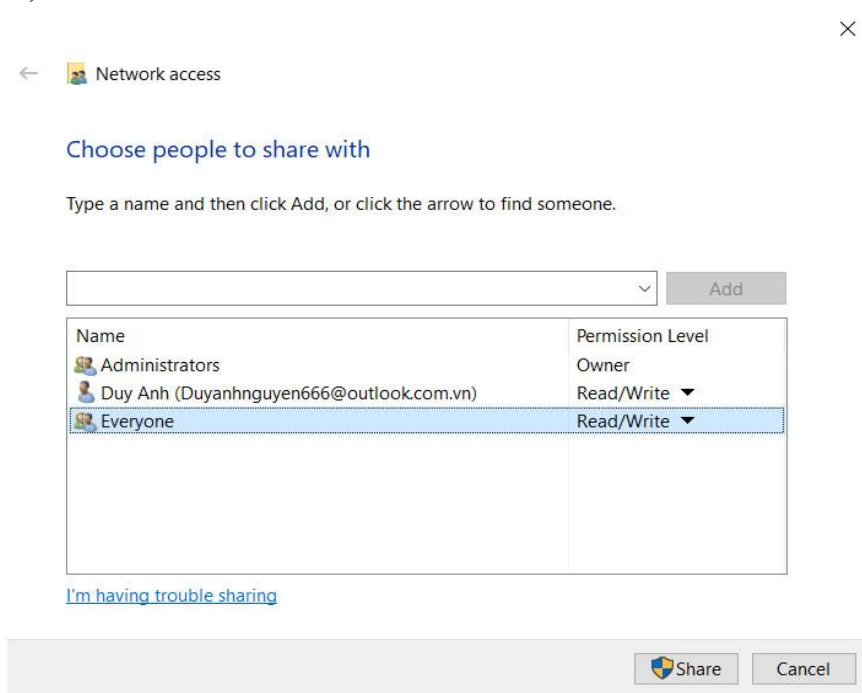 Network access
Choose people to share with
Type a name and then click Add, or click the arrow to find someone.
Add
Name Permission Level
Administrators Owner
Duy Anh (Duyanhnguyen666@outlook.com.vn) Read/Write
Everyone Read/Write
I'm having trouble sharing
Share Cancel